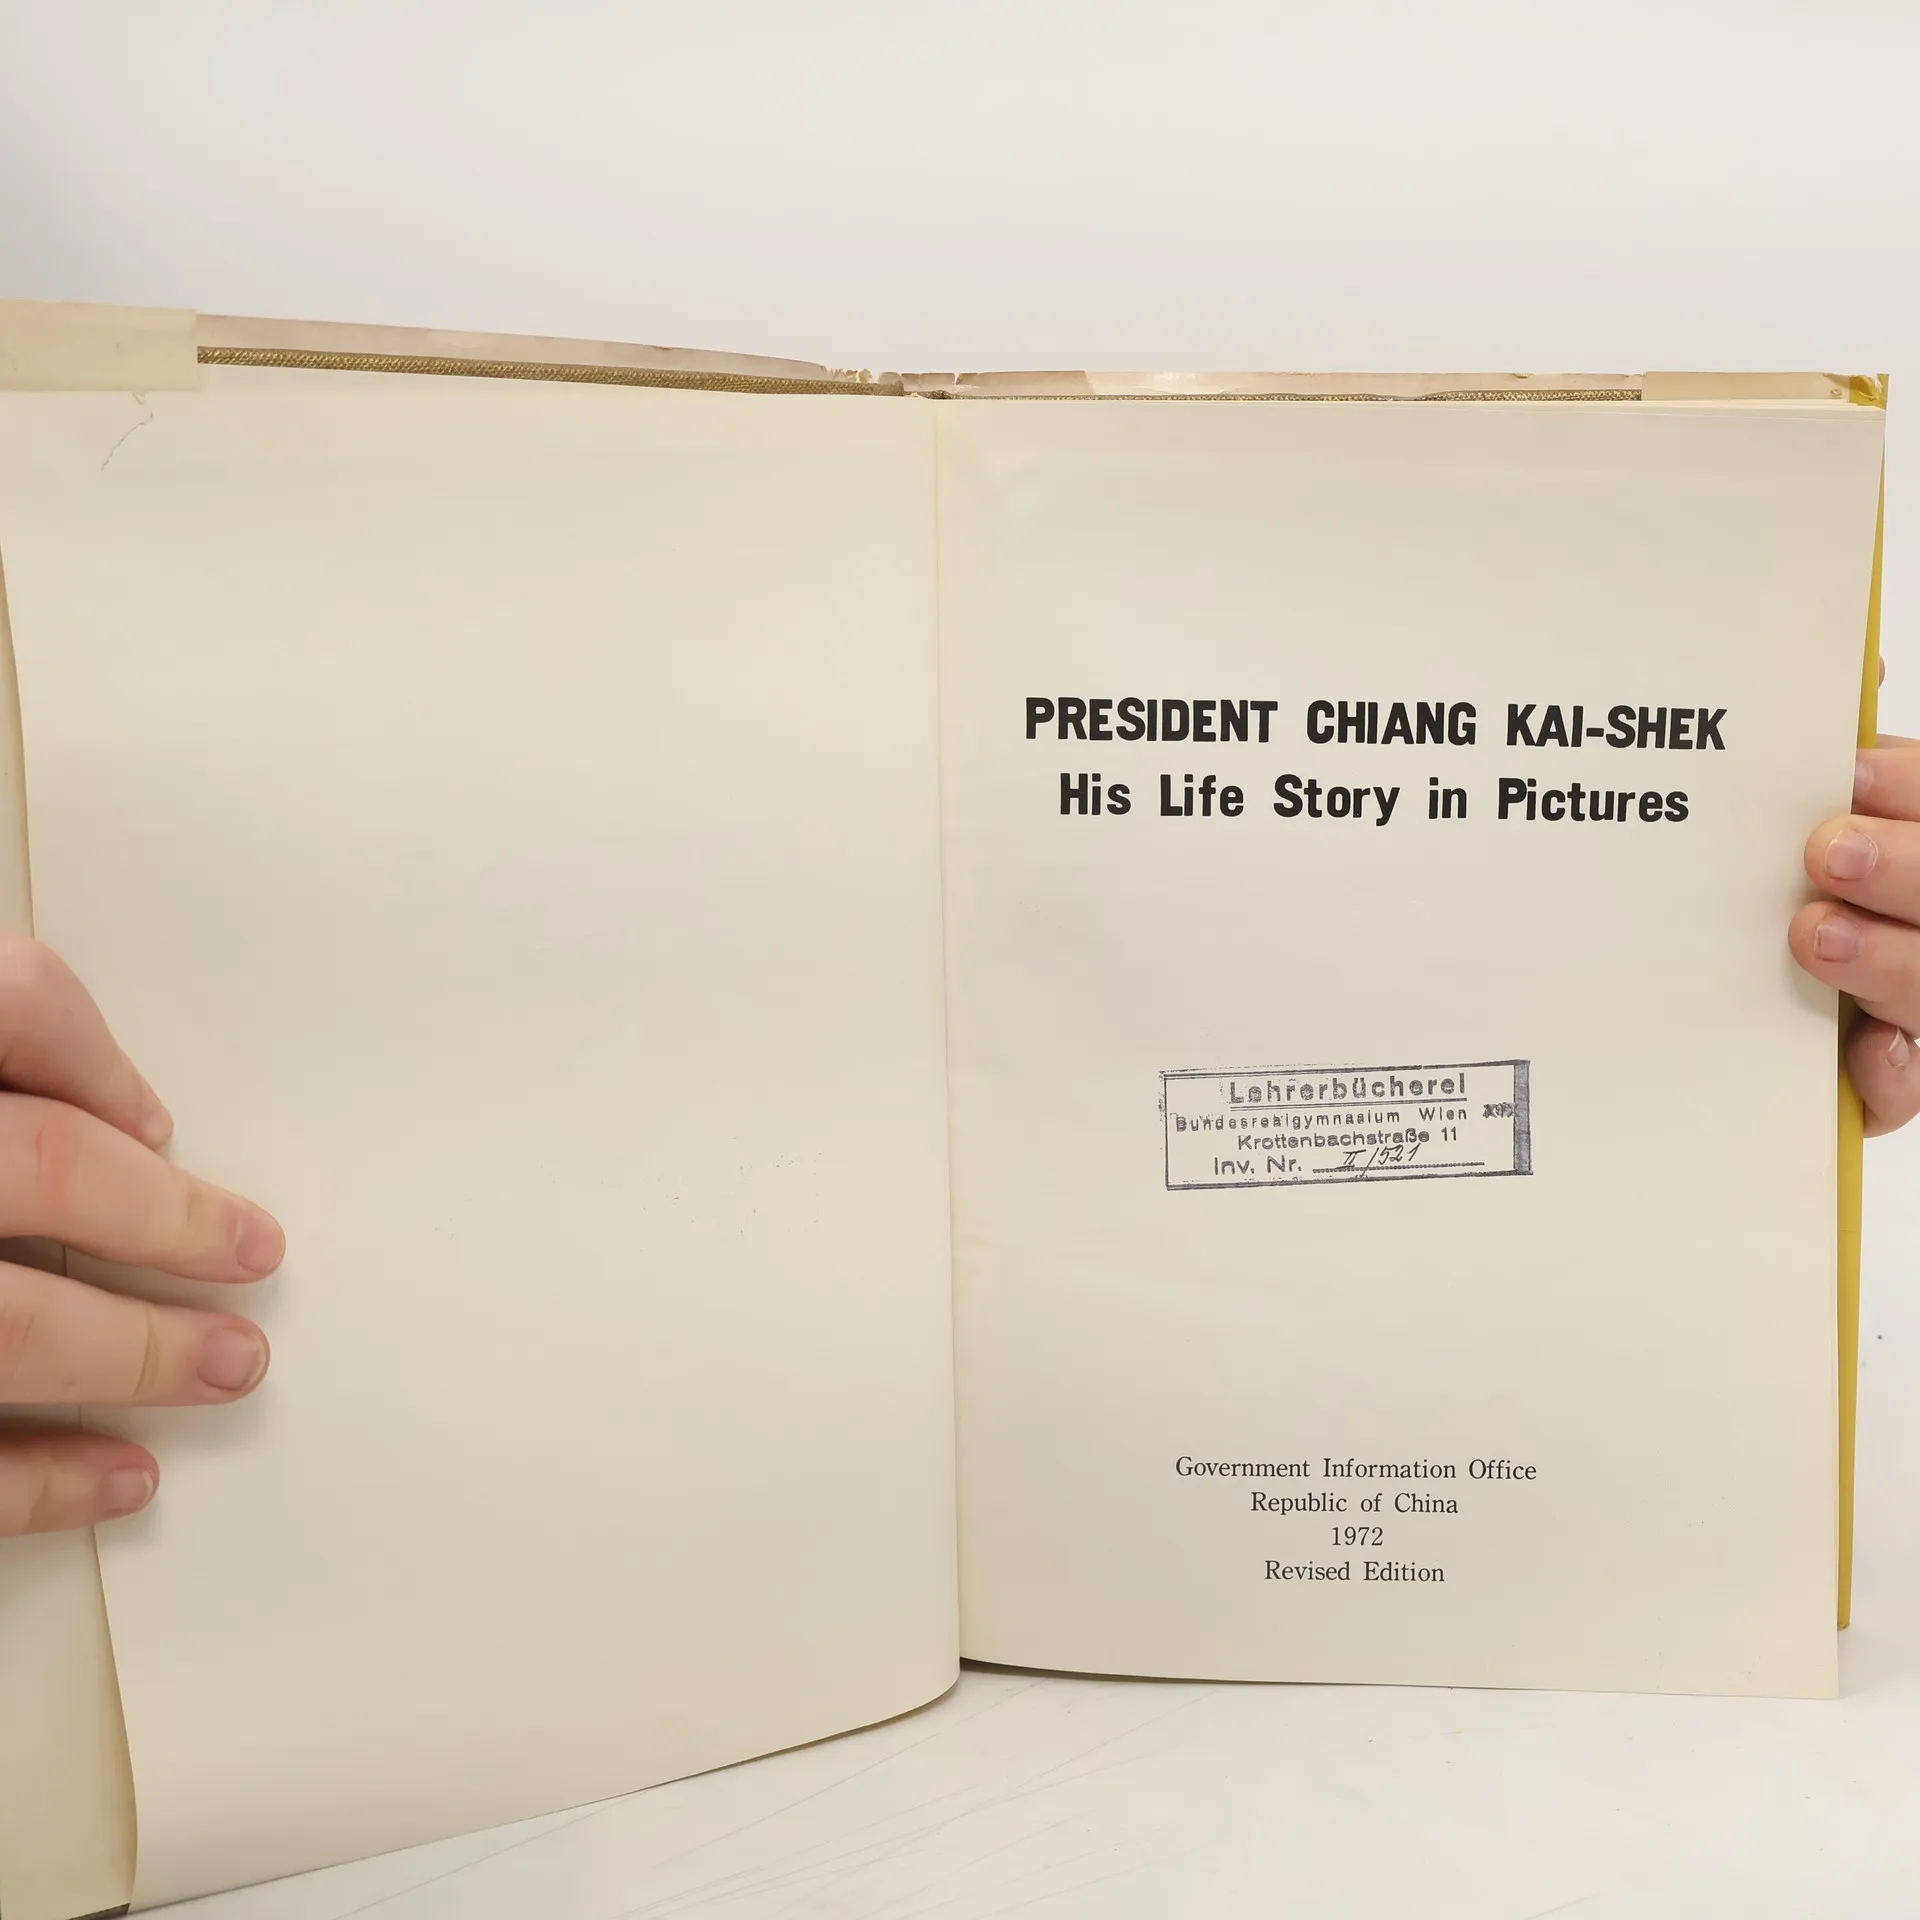 PRESIDENT CHIANG KAI-SHEK
His Life Story in Pictures
Lehrerbücherei
Bundesrealgymnasium Wien XIX
Krottenbachstraße 11
Inv. Nr. II/521
Government Information Office
Republic of China
1972
Revised Edition